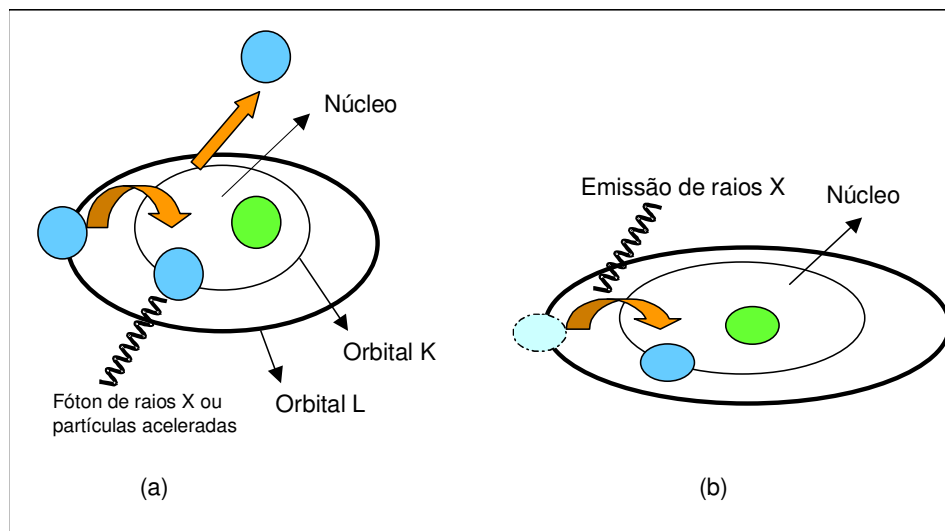 Núcleo
Orbital K
Orbital L
Fóton de raios X ou
partículas aceleradas
(a)
Emissão de raios X
Núcleo
(b)